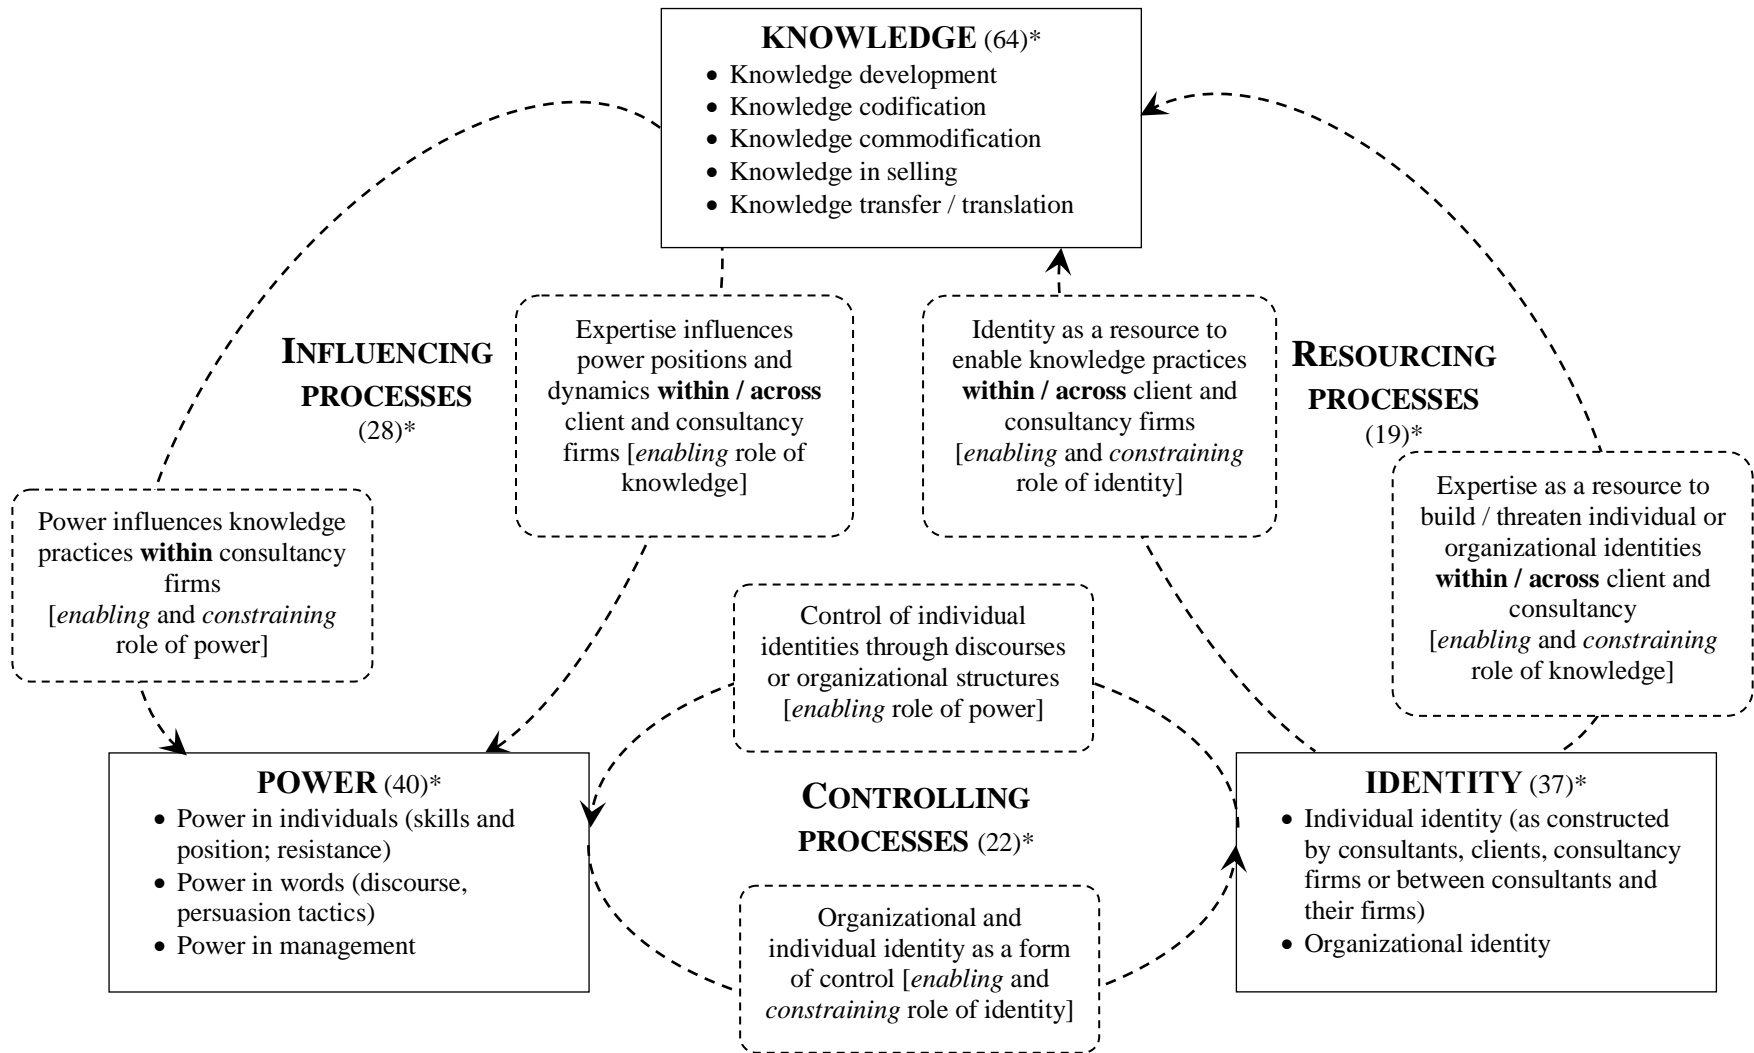 KNOWLEDGE (64)*
• Knowledge development
• Knowledge codification
• Knowledge commodification
• Knowledge in selling
• Knowledge transfer / translation
INFLUENCING
PROCESSES
(28)*
Expertise influences
power positions and
dynamics within / across
client and consultancy
firms [enabling role of
knowledge]
Identity as a resource to
enable knowledge practices
within / across client and
consultancy firms
[enabling and constraining
role of identity]
RESOURCING
PROCESSES
(19)*
Power influences knowledge
practices within consultancy
firms
[enabling and constraining
role of power]
Expertise as a resource to
build / threaten individual or
organizational identities
within / across client and
consultancy
[enabling and constraining
role of knowledge]
Control of individual
identities through discourses
or organizational structures
[enabling role of power]
POWER (40)*
• Power in individuals (skills and
position; resistance)
• Power in words (discourse,
persuasion tactics)
• Power in management
CONTROLLING
PROCESSES (22)*
IDENTITY (37)*
• Individual identity (as constructed
by consultants, clients, consultancy
firms or between consultants and
their firms)
• Organizational identity
Organizational and
individual identity as a form
of control [enabling and
constraining role of identity]